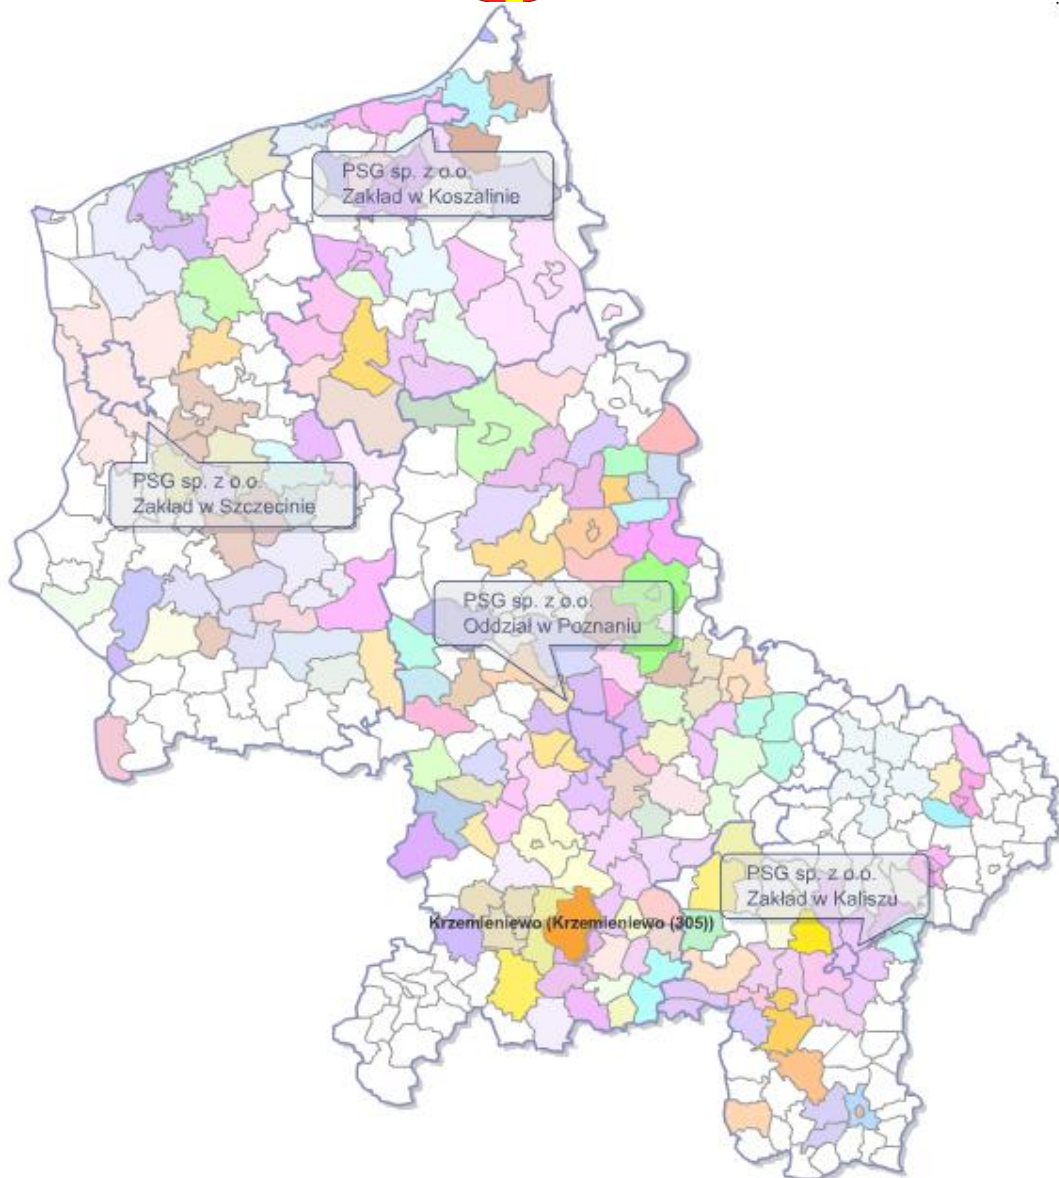 PSG sp. z o.o.
Zakład w Koszalinie
PSG sp. z o.o.
Zakład w Szczecinie
PSG sp. z o.o.
Oddział w Poznaniu
PSG sp. z o.o.
Zakład w Kaliszu
Krzemieniewo (Krzemieniewo (305))